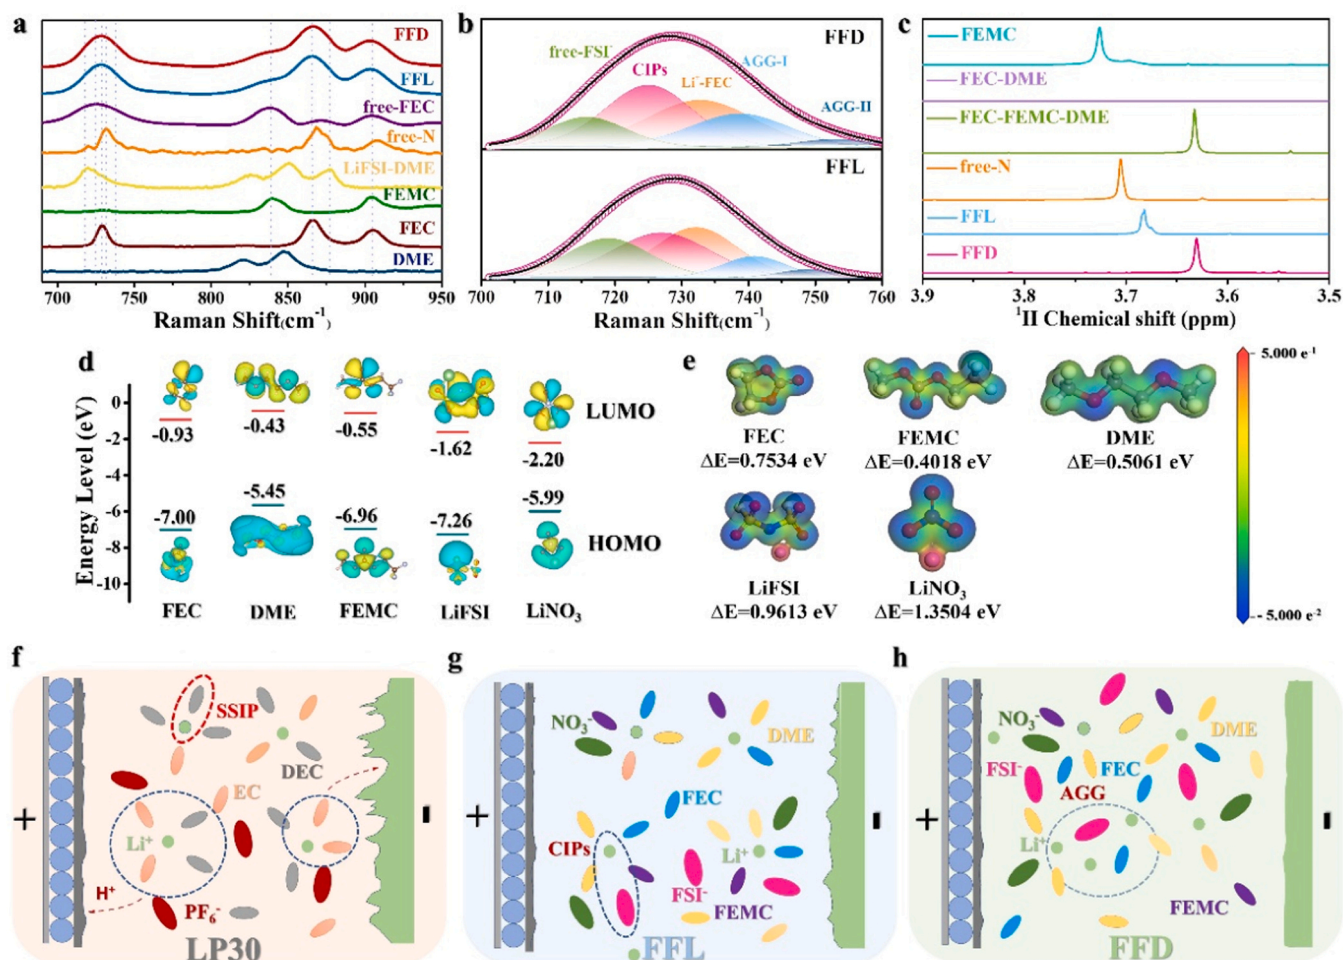 a
FFD
FFL
free-FEC
free-N
LiFSI-DME
FEMC
FEC
DME
700 750 800 850 900 950
Raman Shift(cm⁻¹)
b
FFD
free-FSI⁻
CIPs
AGG-I
Li⁺-FEC
AGG-II
FFL
700 710 720 730 740 750 760
Raman Shift(cm⁻¹)
c
FEMC
FEC-DME
FEC-FEMC-DME
free-N
FFL
FFD
3.9 3.8 3.7 3.6 3.5
¹H Chemical shift (ppm)
d
Energy Level (eV)
0
-2
-4
-6
-8
-10
LUMO
-0.93 -0.43 -0.55 -1.62 -2.20
-7.00 -5.45 -6.96 -7.26 -5.99
HOMO
FEC DME FEMC LiFSI LiNO₃
e
FEC FEMC DME
ΔE=0.7534 eV ΔE=0.4018 eV ΔE=0.5061 eV
LiFSI LiNO₃
ΔE=0.9613 eV ΔE=1.3504 eV
5.000 e⁻¹
- 5.000 e⁻²
f
SSIP
DEC
EC
+
-
Li⁺
H⁺
PF₆⁻
LP30
g
NO₃⁻
DME
FEC
+
-
CIPs
Li⁺
FSI⁻
FEMC
FFL
h
NO₃⁻
DME
FSI⁻
FEC
AGG
+
-
Li⁺
FEMC
FFD